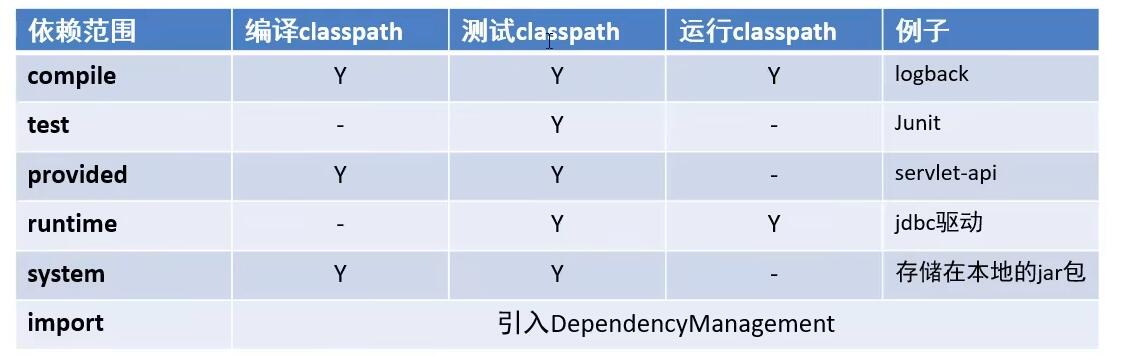 依赖范围 编译classpath 测试classpath 运行classpath 例子
compile Y Y Y logback
test - Y - Junit
provided Y Y - servlet-api
runtime - Y Y jdbc驱动
system Y Y - 存储在本地的jar包
import 引入DependencyManagement